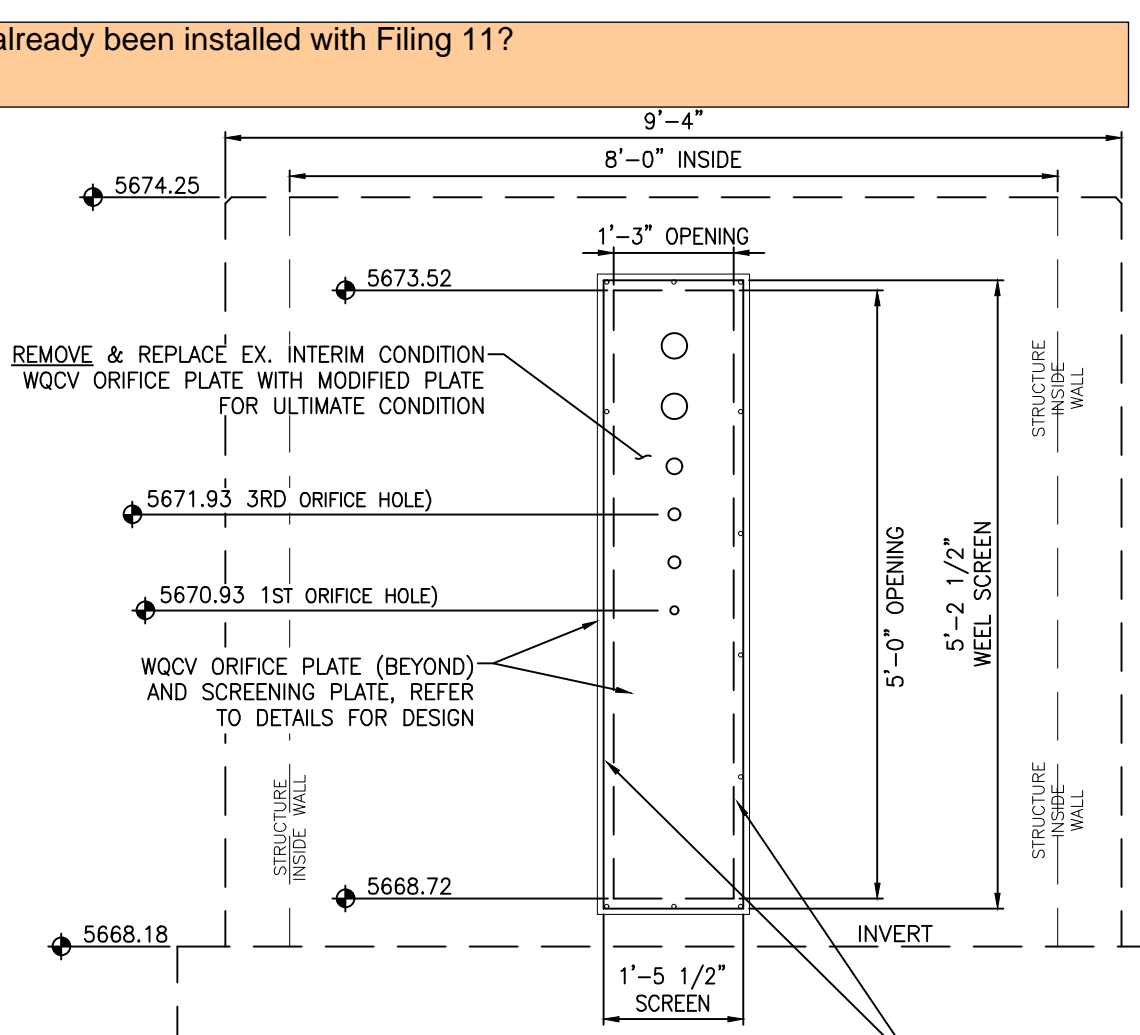 already been installed with Filing 11?
9'-4"
8'-0" INSIDE
5674.25
1'-3" OPENING
5673.52
REMOVE & REPLACE EX. INTERIM CONDITION
WQCV ORIFICE PLATE WITH MODIFIED PLATE
FOR ULTIMATE CONDITION
STRUCTURE
INSIDE
WALL
5671.93 3RD ORIFICE HOLE)
5'-0" OPENING
5'-2 1/2"
WEEL SCREEN
5670.93 1ST ORIFICE HOLE)
WQCV ORIFICE PLATE (BEYOND)
AND SCREENING PLATE, REFER
TO DETAILS FOR DESIGN
STRUCTURE
INSIDE WALL
STRUCTURE
INSIDE
WALL
5668.72
5668.18
INVERT
1'-5 1/2"
SCREEN